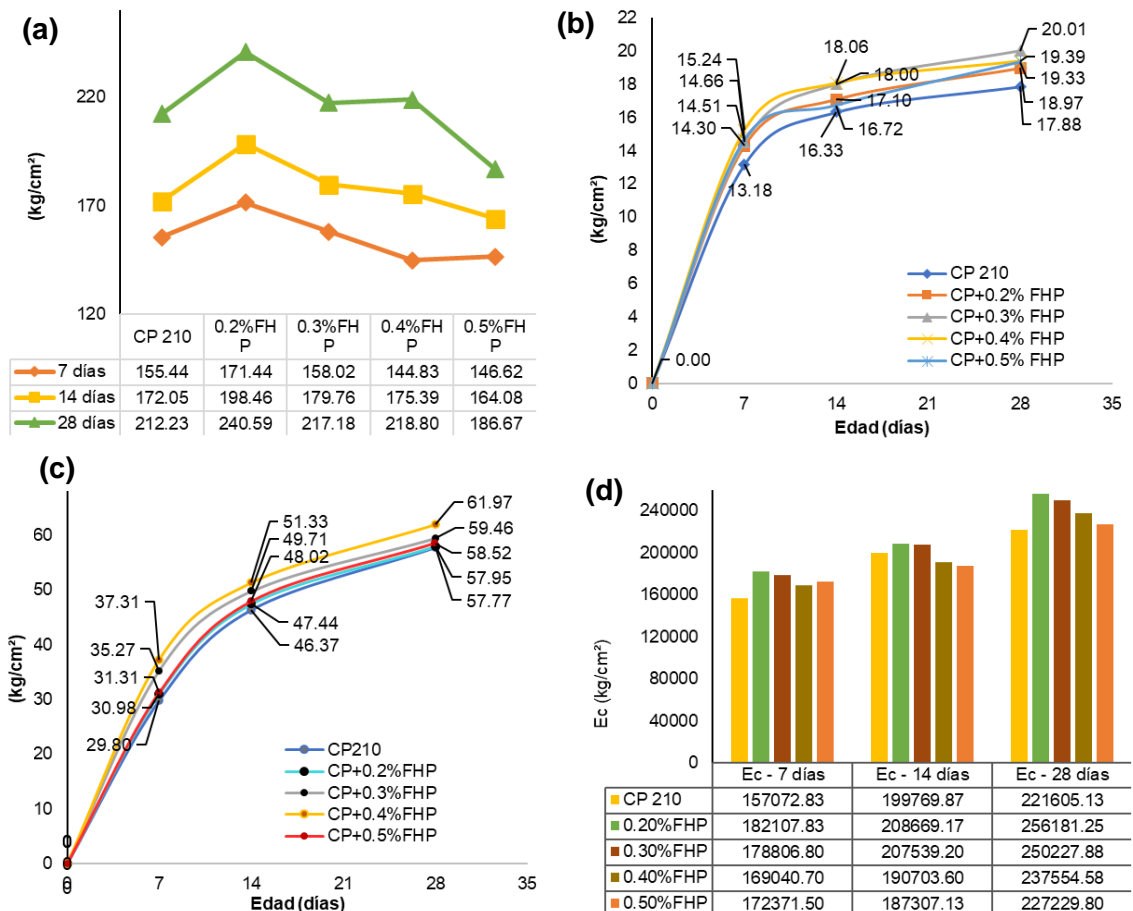 (a)
220
170
120
(kg/cm²)
CP 210 0.2%FH P 0.3%FH P 0.4%FH P 0.5%FH P
7 días 155.44 171.44 158.02 144.83 146.62
14 días 172.05 198.46 179.76 175.39 164.08
28 días 212.23 240.59 217.18 218.80 186.67
(b)
22
20
18
16
14
12
10
8
6
4
2
0
(kg/cm²)
15.24
14.66
14.51
14.30
13.18
18.06
18.00
17.10
16.72
16.33
20.01
19.39
19.33
18.97
17.88
0.00
CP 210
CP+0.2% FHP
CP+0.3% FHP
CP+0.4% FHP
CP+0.5% FHP
0 7 14 21 28 35
Edad (días)
(c)
60
50
40
30
20
10
0
(kg/cm²)
37.31
35.27
31.31
30.98
29.80
51.33
49.71
48.02
47.44
46.37
61.97
59.46
58.52
57.95
57.77
CP210
CP+0.2%FHP
CP+0.3%FHP
CP+0.4%FHP
CP+0.5%FHP
0 7 14 21 28 35
Edad (días)
(d)
240000
200000
160000
120000
80000
40000
0
Ec (kg/cm²)
Ec - 7 días Ec - 14 días Ec - 28 días
CP 210 157072.83 199769.87 221605.13
0.20%FHP 182107.83 208669.17 256181.25
0.30%FHP 178806.80 207539.20 250227.88
0.40%FHP 169040.70 190703.60 237554.58
0.50%FHP 172371.50 187307.13 227229.80